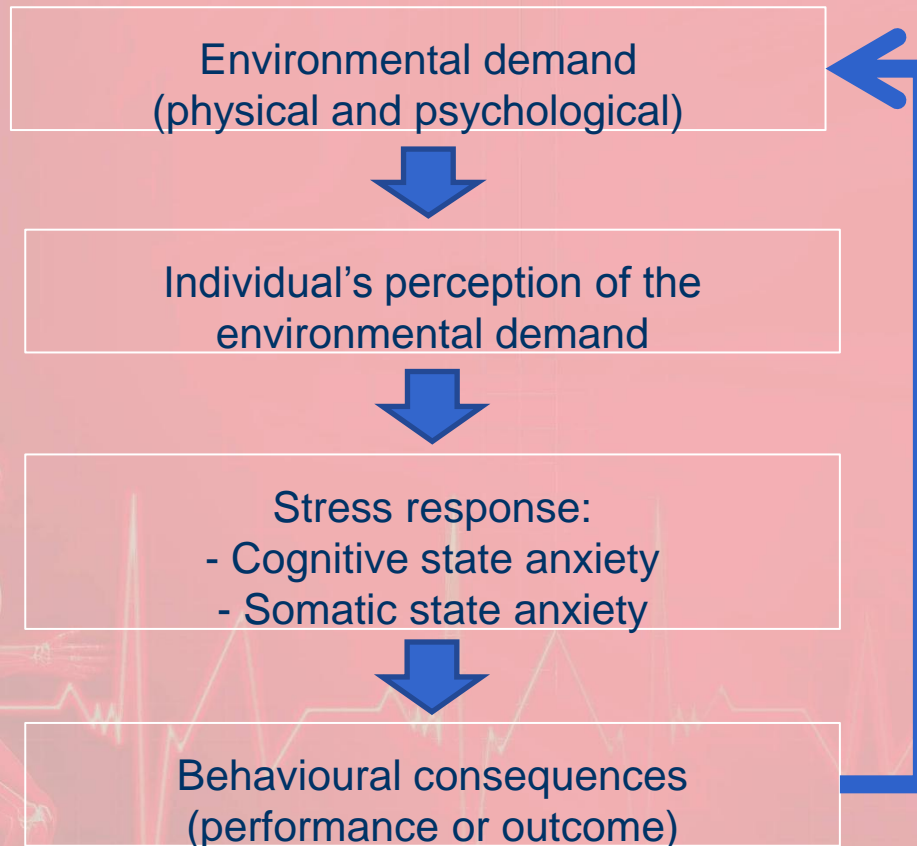 Environmental demand
(physical and psychological)
Individual’s perception of the
environmental demand
Stress response:
- Cognitive state anxiety
- Somatic state anxiety
Behavioural consequences
(performance or outcome)